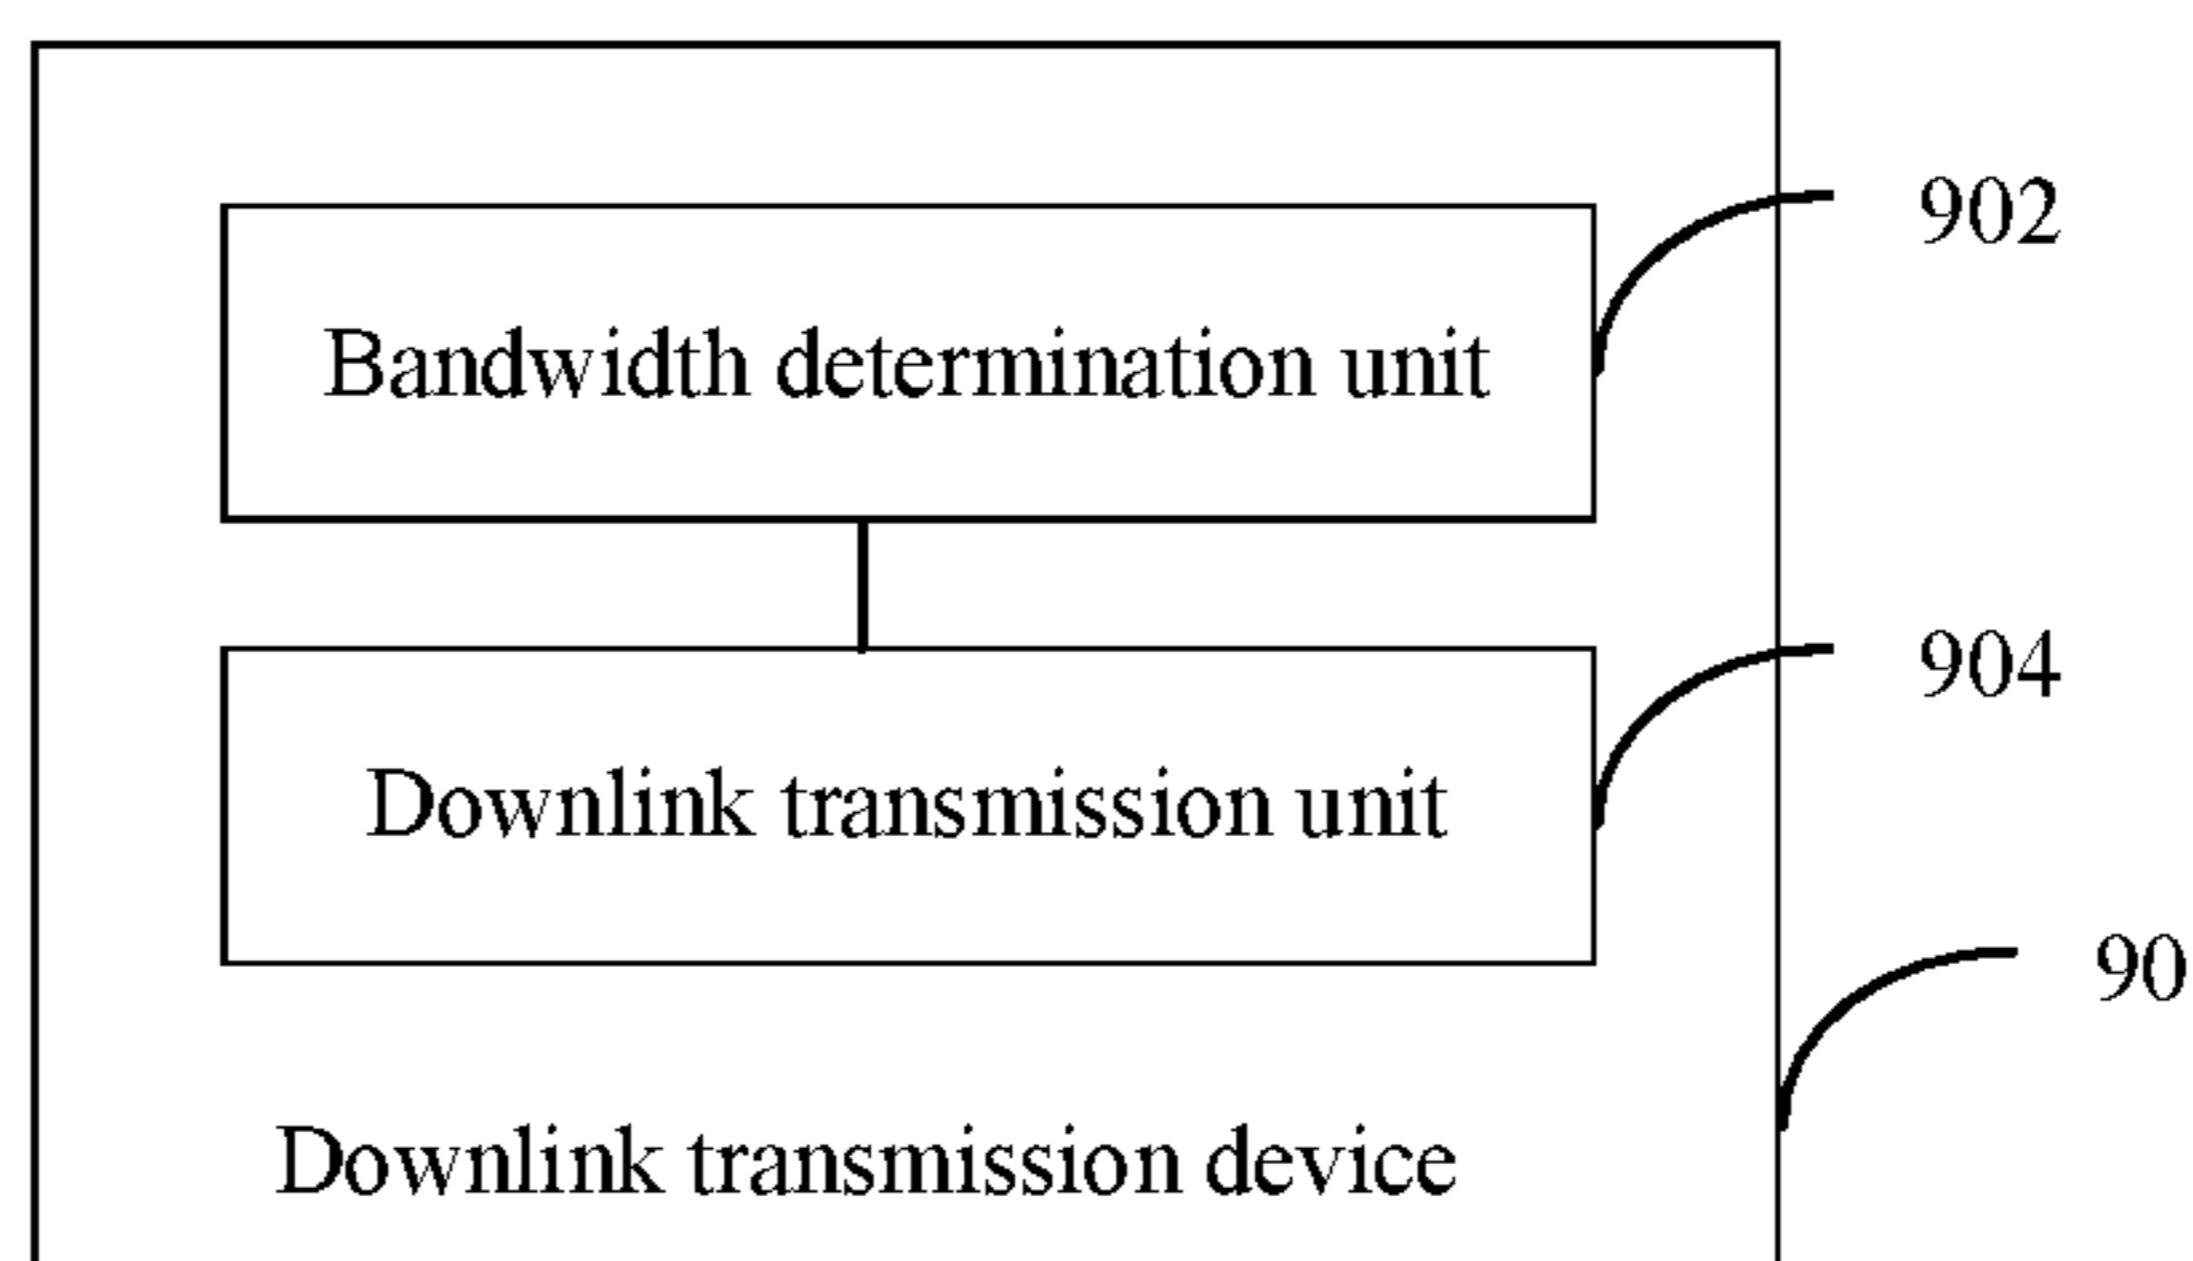 902
Bandwidth determination unit
904
Downlink transmission unit
90
Downlink transmission device